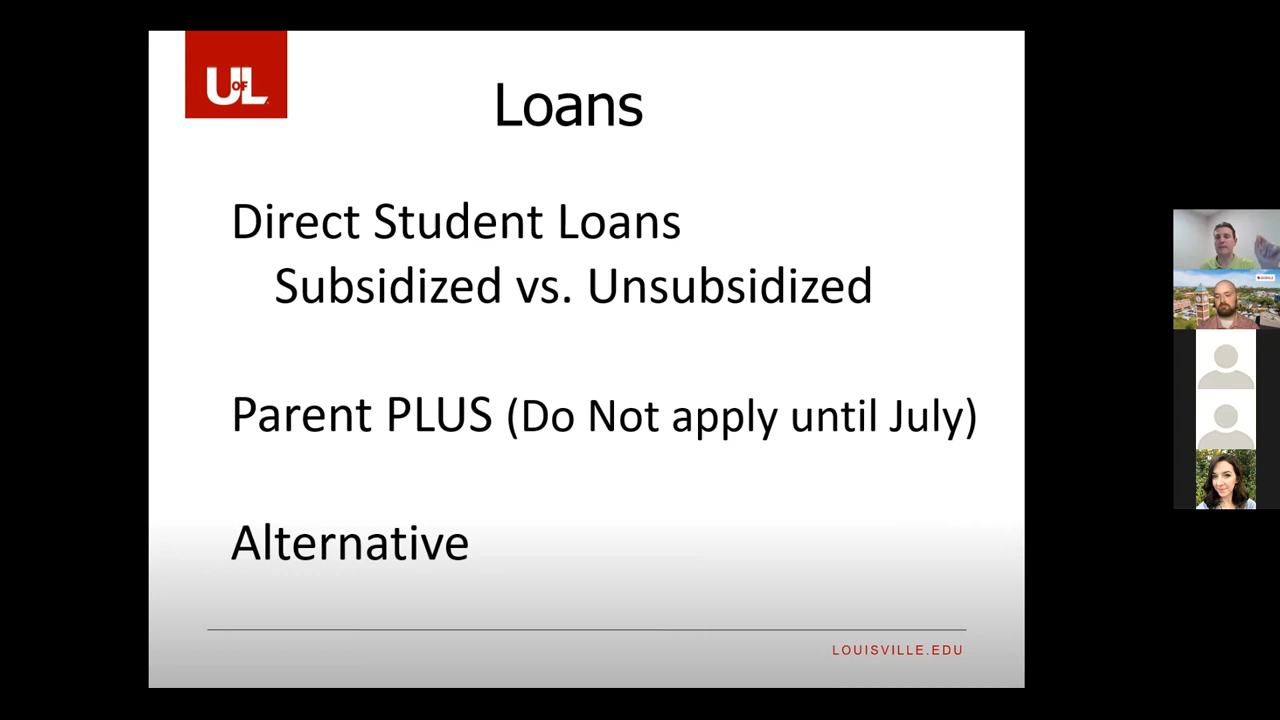 UofL
Loans
Direct Student Loans
Subsidized vs. Unsubsidized
Parent PLUS (Do Not apply until July)
Alternative
LOUISVILLE.EDU